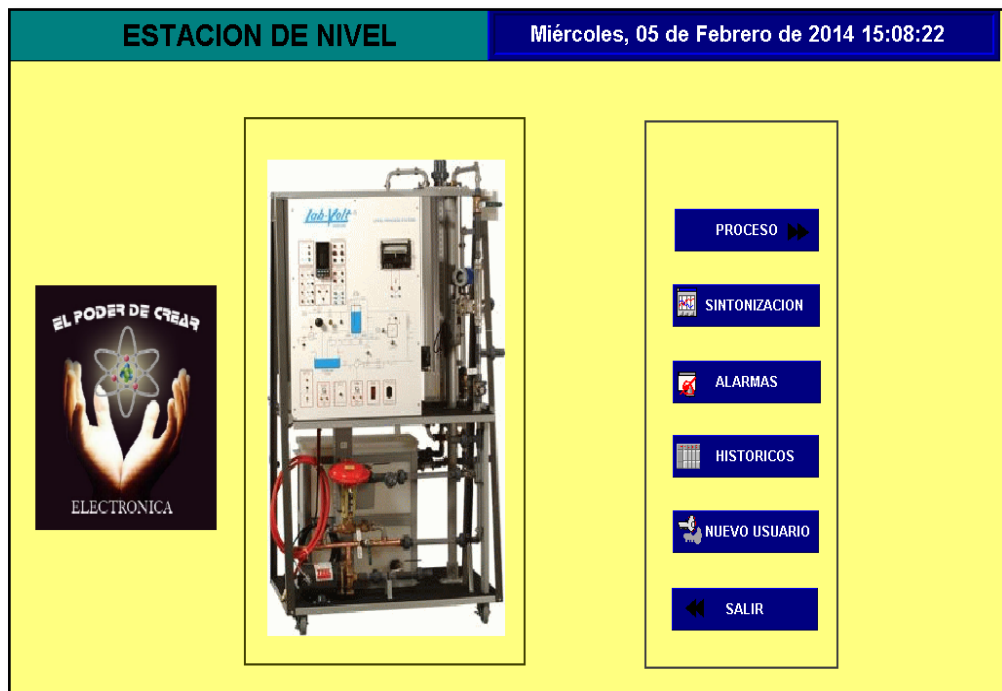 ESTACION DE NIVEL
Miércoles, 05 de Febrero de 2014 15:08:22
Lab-Volt
PROCESO
SINTONIZACION
EL PODER DE CREAR
ALARMAS
HISTORICOS
ELECTRONICA
NUEVO USUARIO
SALIR